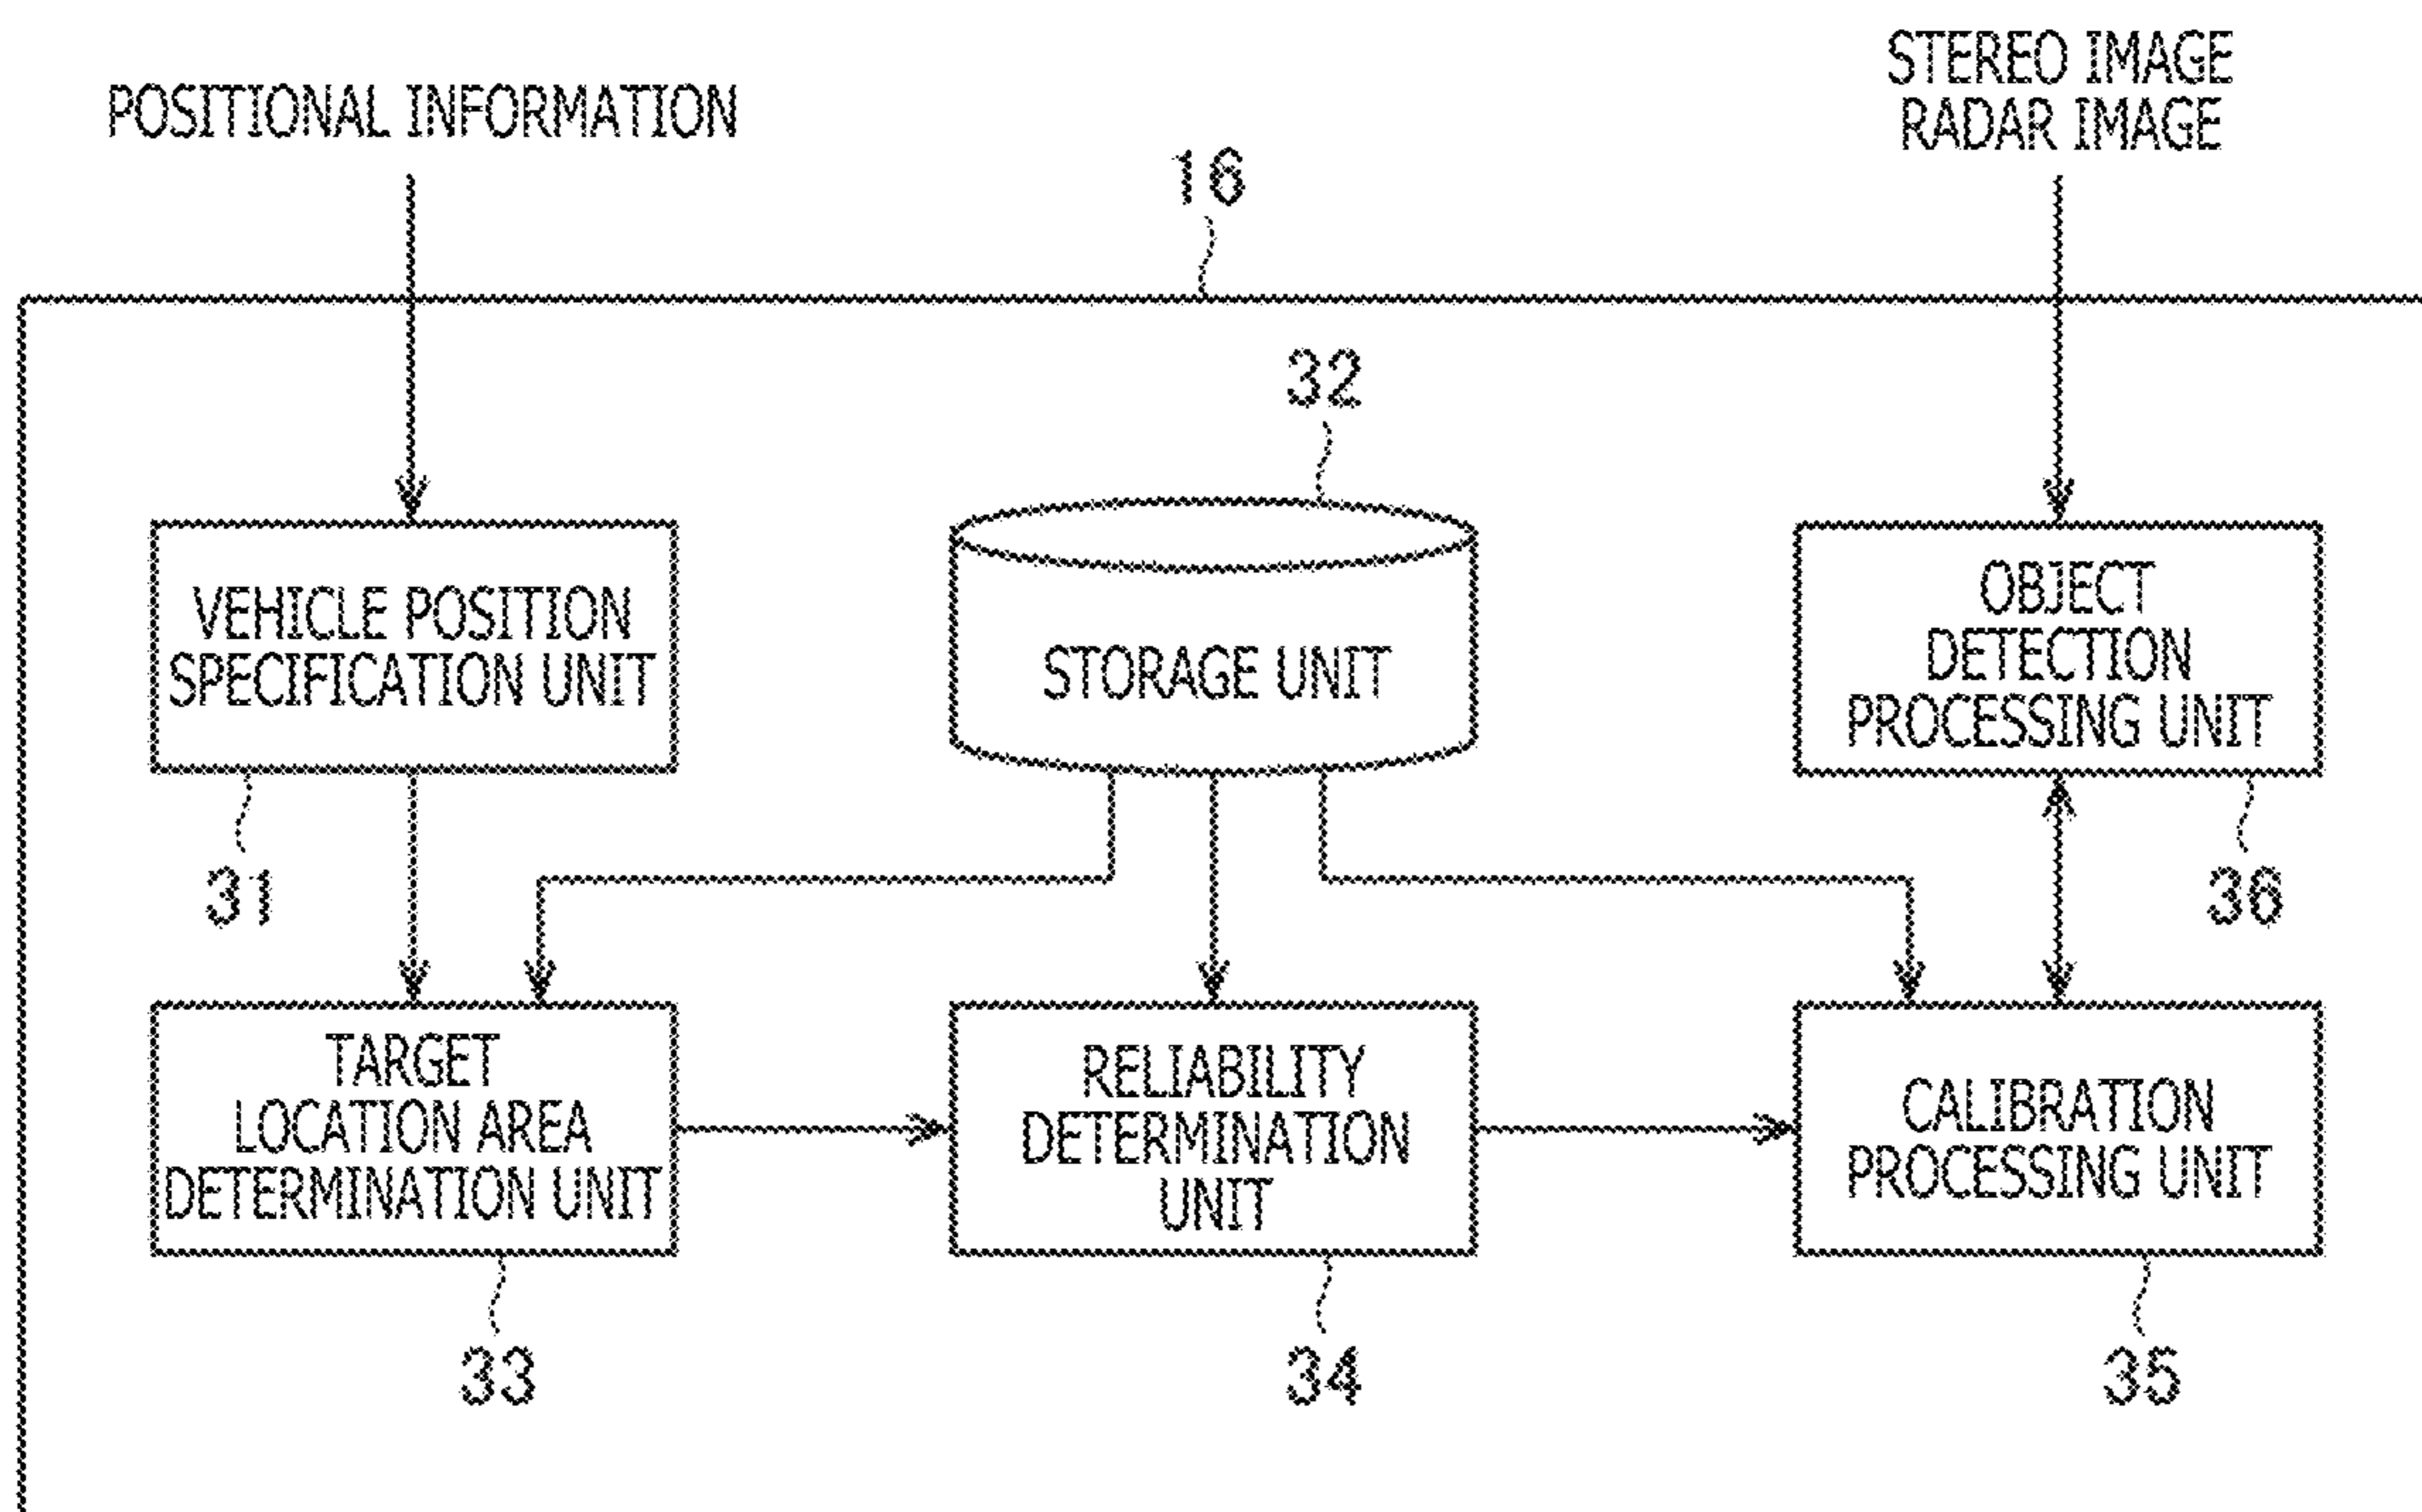 POSITIONAL INFORMATION
STEREO IMAGE
RADAR IMAGE
16
32
VEHICLE POSITION
SPECIFICATION UNIT
STORAGE UNIT
OBJECT
DETECTION
PROCESSING UNIT
31
36
TARGET
LOCATION AREA
DETERMINATION UNIT
RELIABILITY
DETERMINATION
UNIT
CALIBRATION
PROCESSING UNIT
33
34
35